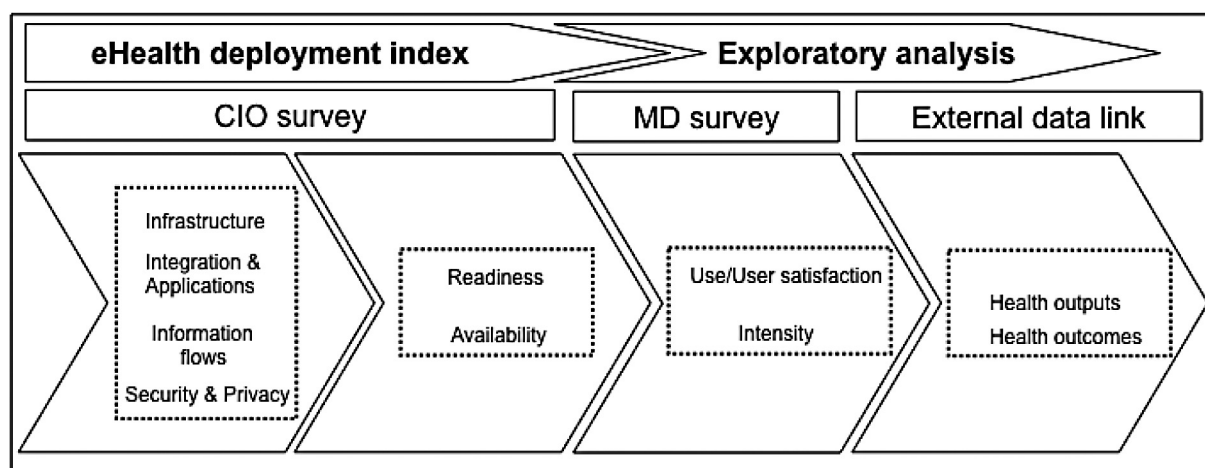 eHealth deployment index
Exploratory analysis
CIO survey
MD survey
External data link
Infrastructure
Integration &
Applications
Information
flows
Security & Privacy
Readiness
Availability
Use/User satisfaction
Intensity
Health outputs
Health outcomes